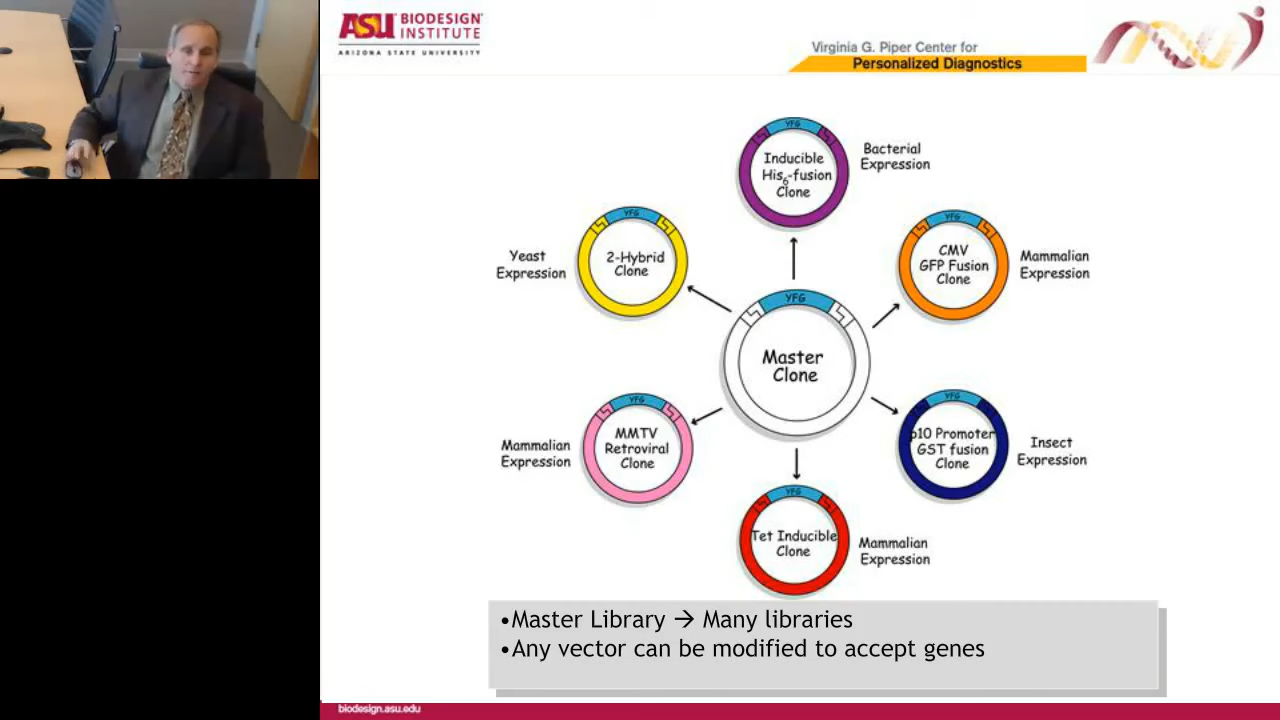 ASU BIODESIGN®
INSTITUTE
ARIZONA STATE UNIVERSITY
Virginia G. Piper Center for
Personalized Diagnostics
YFG
Inducible
His6-fusion
Clone
Bacterial
Expression
YFG
2-Hybrid
Clone
Yeast
Expression
YFG
CMV
GFP Fusion
Clone
Mammalian
Expression
YFG
Master
Clone
YFG
MMTV
Retroviral
Clone
Mammalian
Expression
YFG
p10 Promoter
GST fusion
Clone
Insect
Expression
YFG
Tet Inducible
Clone
Mammalian
Expression
•Master Library → Many libraries
•Any vector can be modified to accept genes
biodesign.asu.edu